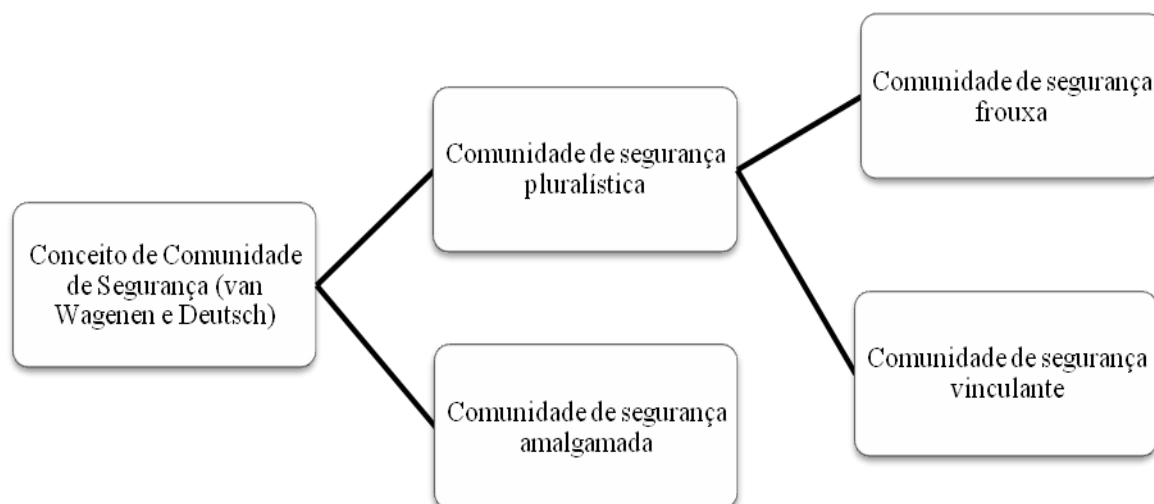 Conceito de Comunidade
de Segurança (van
Wagenen e Deutsch)
Comunidade de segurança
pluralística
Comunidade de segurança
amalgamada
Comunidade de segurança
frouxa
Comunidade de segurança
vinculante